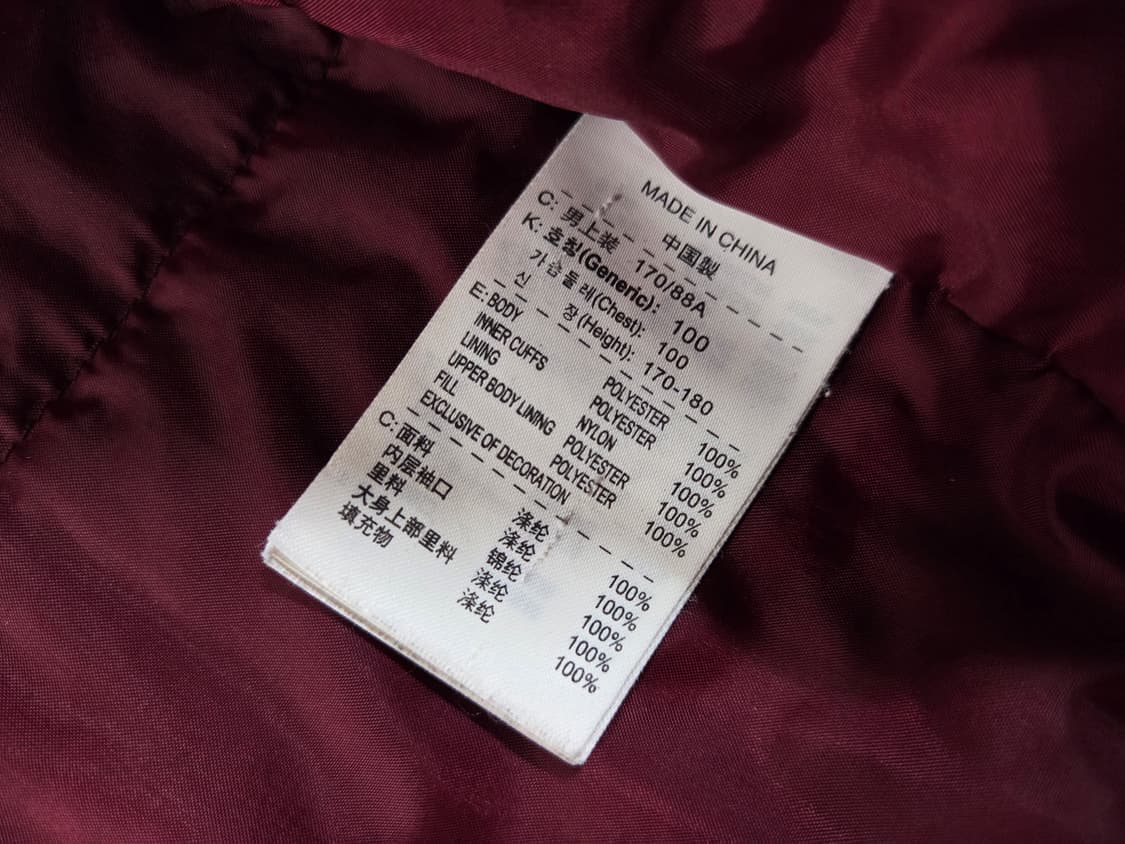 MADE IN CHINA
中国製
C: 男上装 170/88A
K: 호칭(Generic): 100
가슴둘레(Chest): 100
신 장(Height): 170-180
E: BODY POLYESTER 100%
INNER CUFFS POLYESTER 100%
LINING NYLON 100%
UPPER BODY LINING POLYESTER 100%
FILL POLYESTER 100%
EXCLUSIVE OF DECORATION
C: 面料 涤纶 100%
内层袖口 涤纶 100%
里料 锦纶 100%
大身上部里料 涤纶 100%
填充物 涤纶 100%